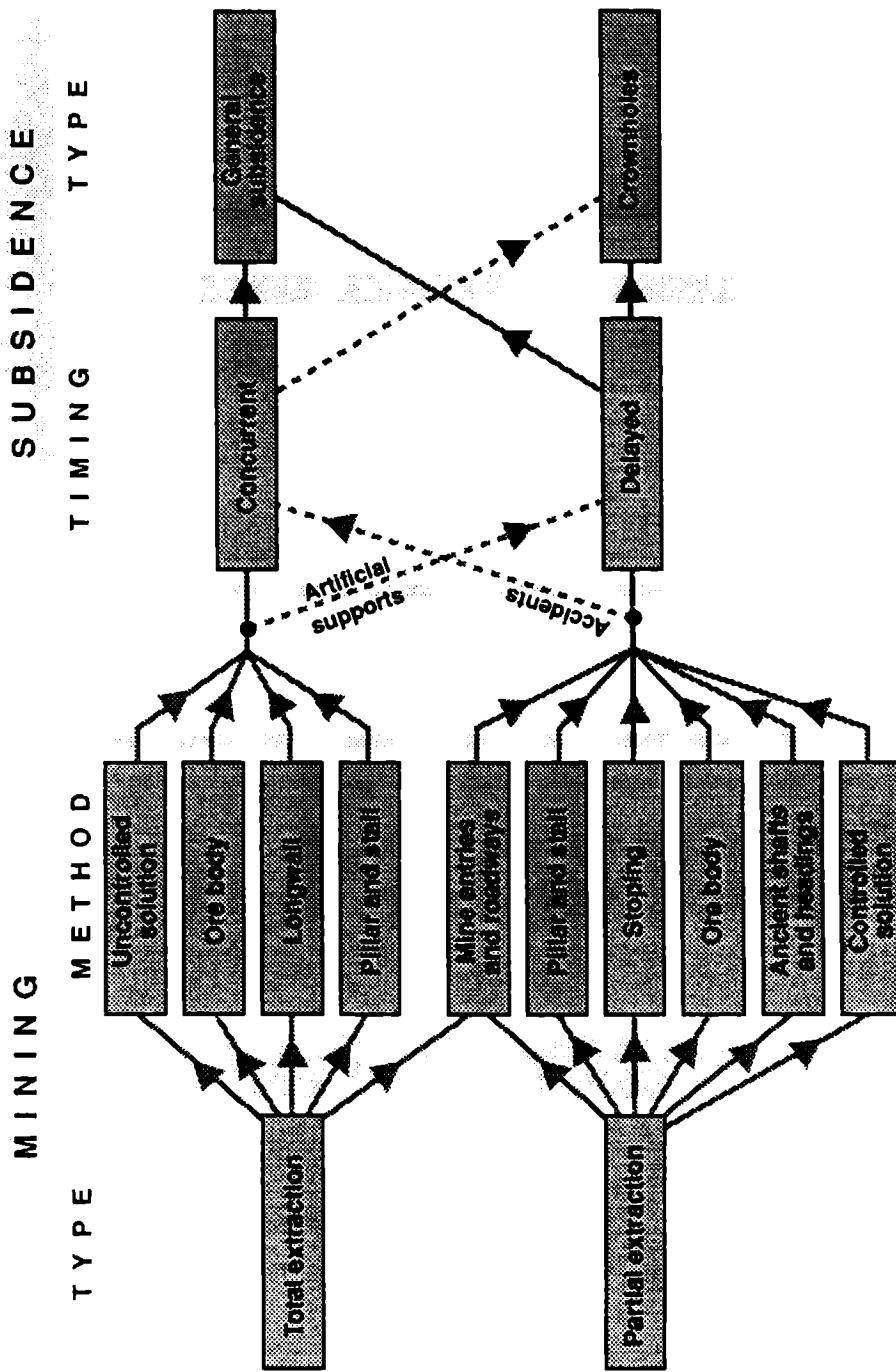 MINING
SUBSIDENCE
TYPE
METHOD
TIMING
TYPE
Total extraction
Partial extraction
Uncontrolled
solution
Ore body
Longwall
Pillar and stall
Mine entries
and roadways
Pillar and stall
Stoping
Ore body
Ancient shafts
and headings
Controlled
solution
Artificial
supports
Accidents
Concurrent
Delayed
General
subsidence
Crownholes